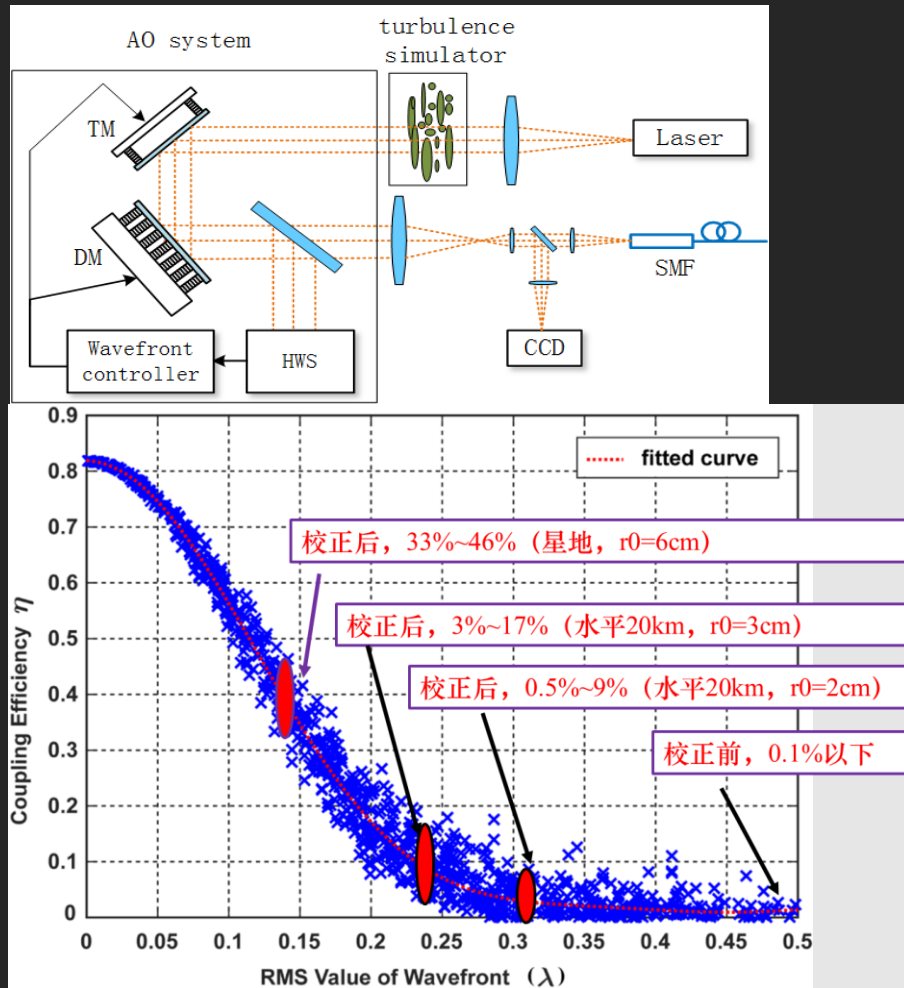 AO system
turbulence
simulator
TM
Laser
DM
SMF
Wavefront
controller
HWS
CCD
0.9
0.8
0.7
0.6
0.5
0.4
0.3
0.2
0.1
0
Coupling Efficiency η
fitted curve
校正后，33%~46%（星地，r0=6cm）
校正后，3%~17%（水平20km，r0=3cm）
校正后，0.5%~9%（水平20km，r0=2cm）
校正前，0.1%以下
0 0.05 0.1 0.15 0.2 0.25 0.3 0.35 0.4 0.45 0.5
RMS Value of Wavefront （λ）